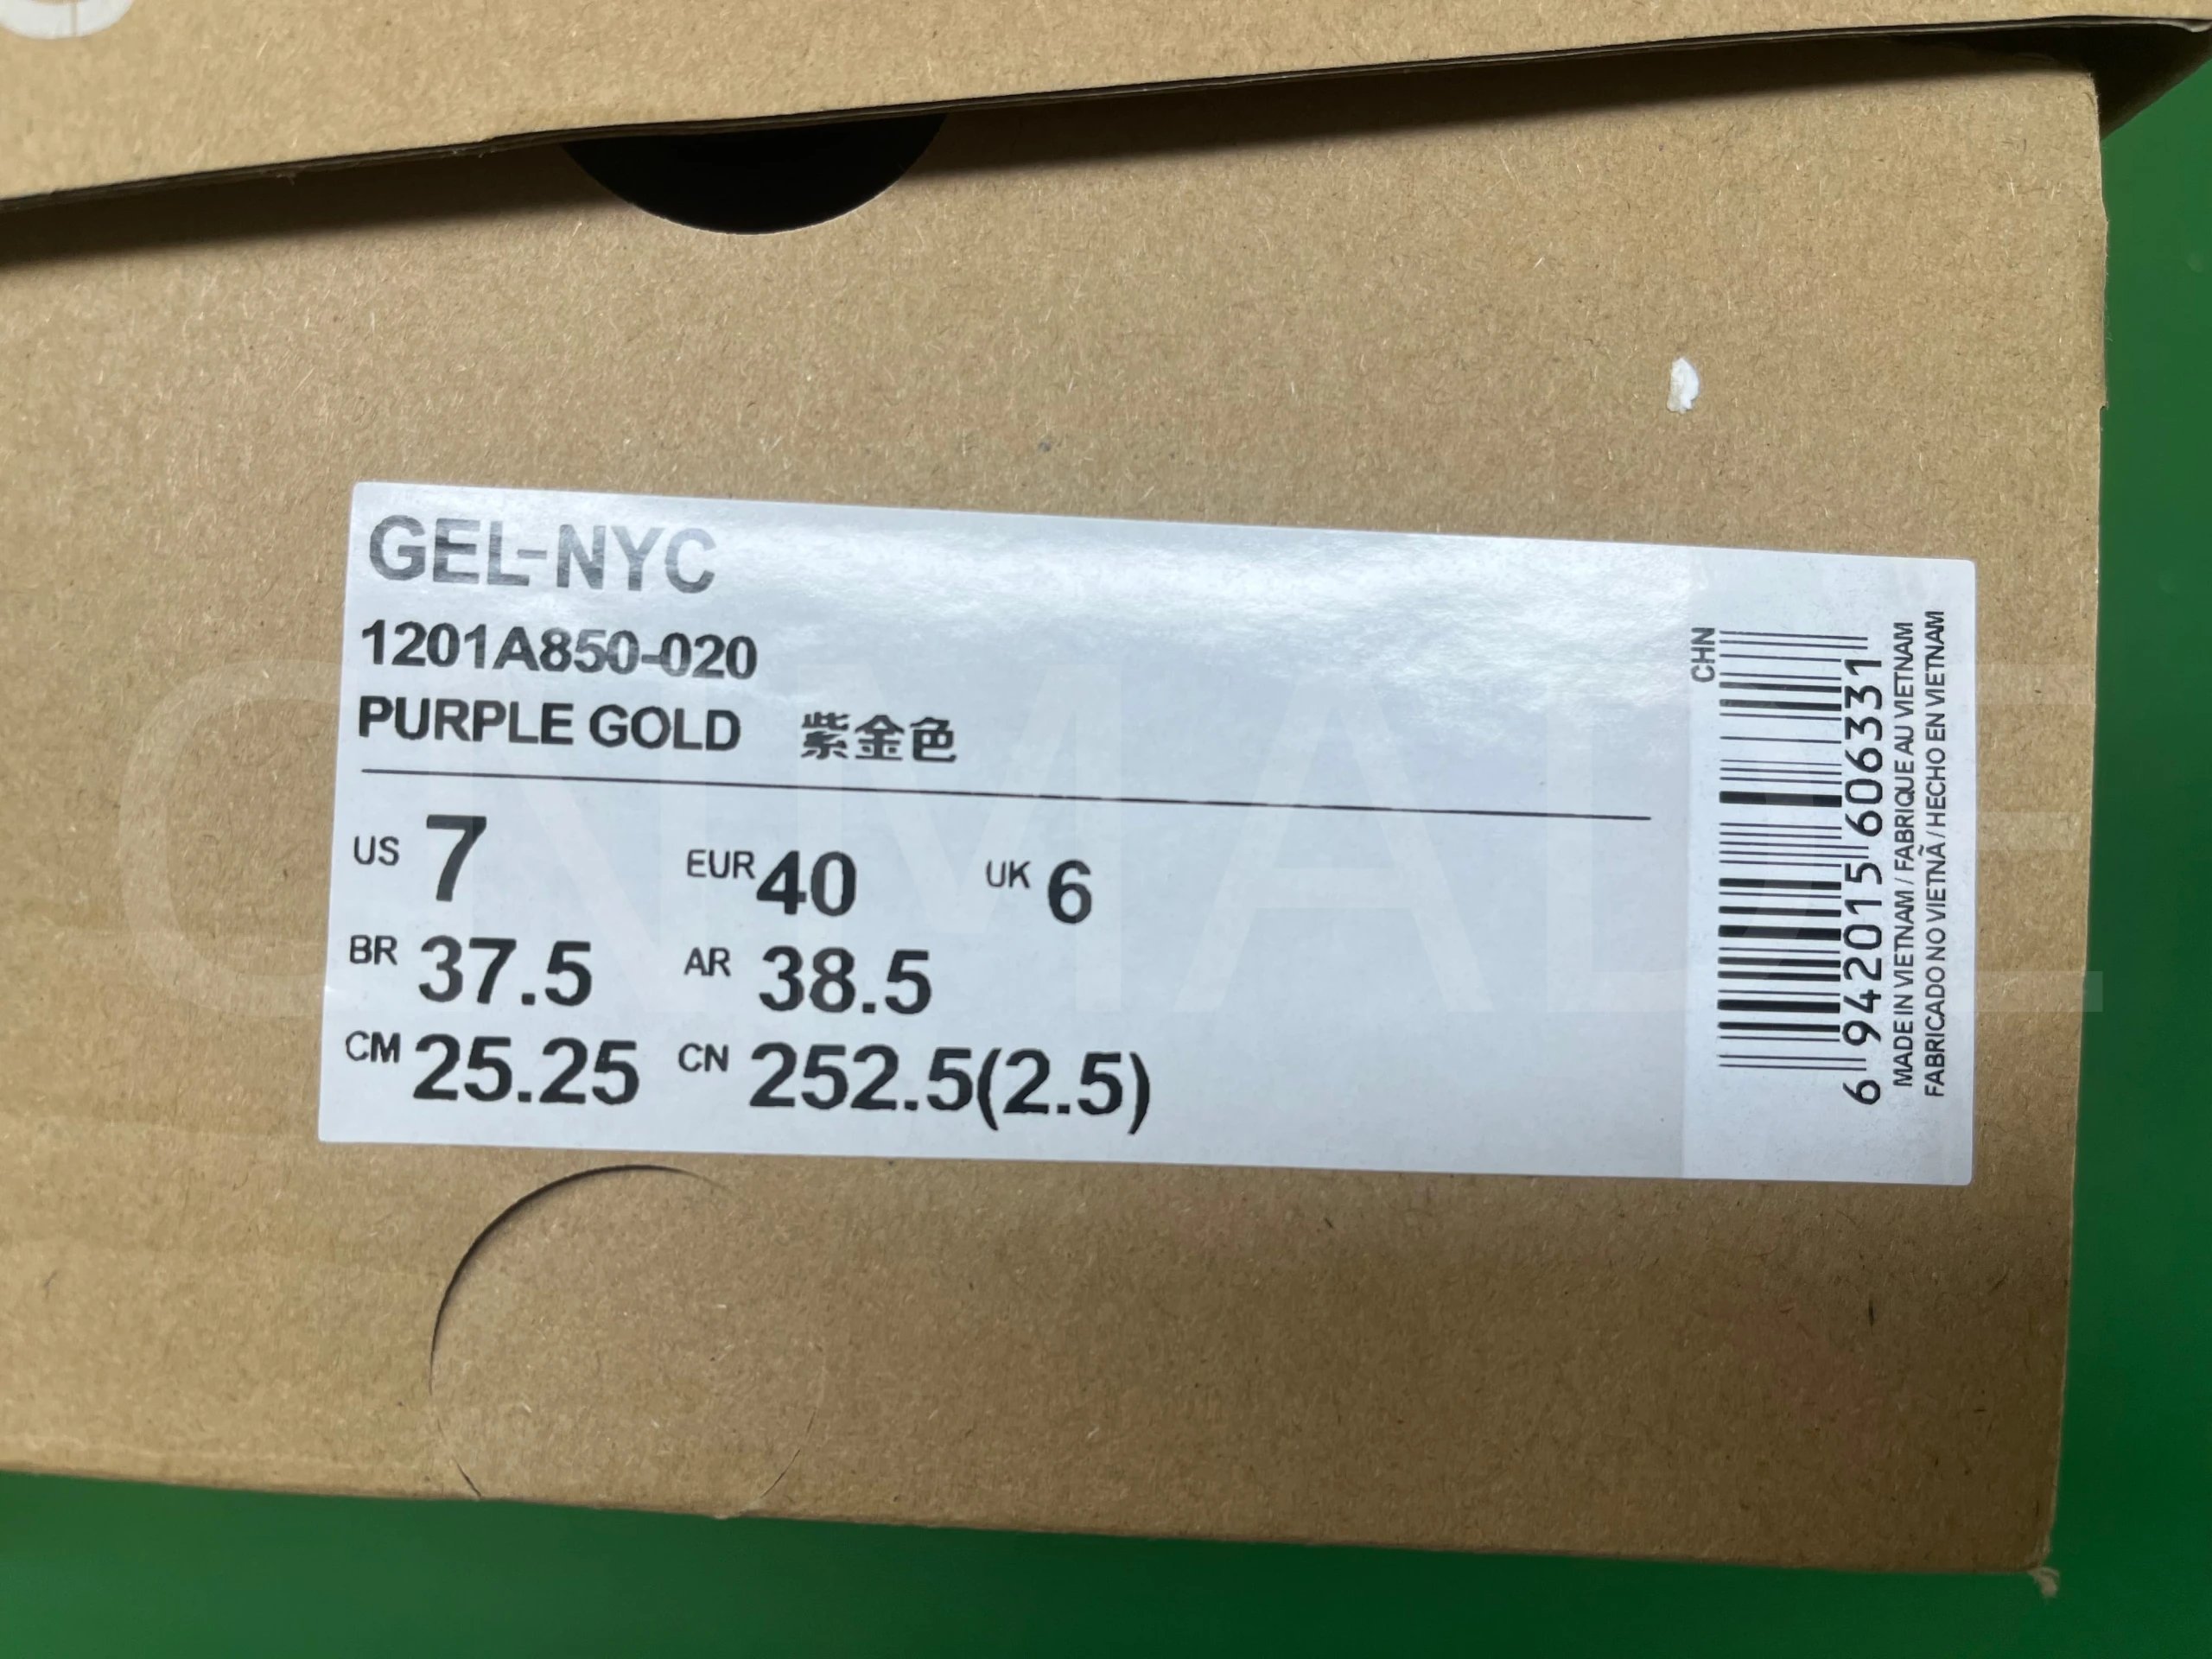 GEL-NYC
1201A850-020
PURPLE GOLD 紫金色
US 7 EUR 40 UK 6
BR 37.5 AR 38.5
CM 25.25 CN 252.5(2.5)
CHN
6 942015 606331
MADE IN VIETNAM / FABRIQUE AU VIETNAM
FABRICADO NO VIETNÃ / HECHO EN VIETNAM
CNMADE